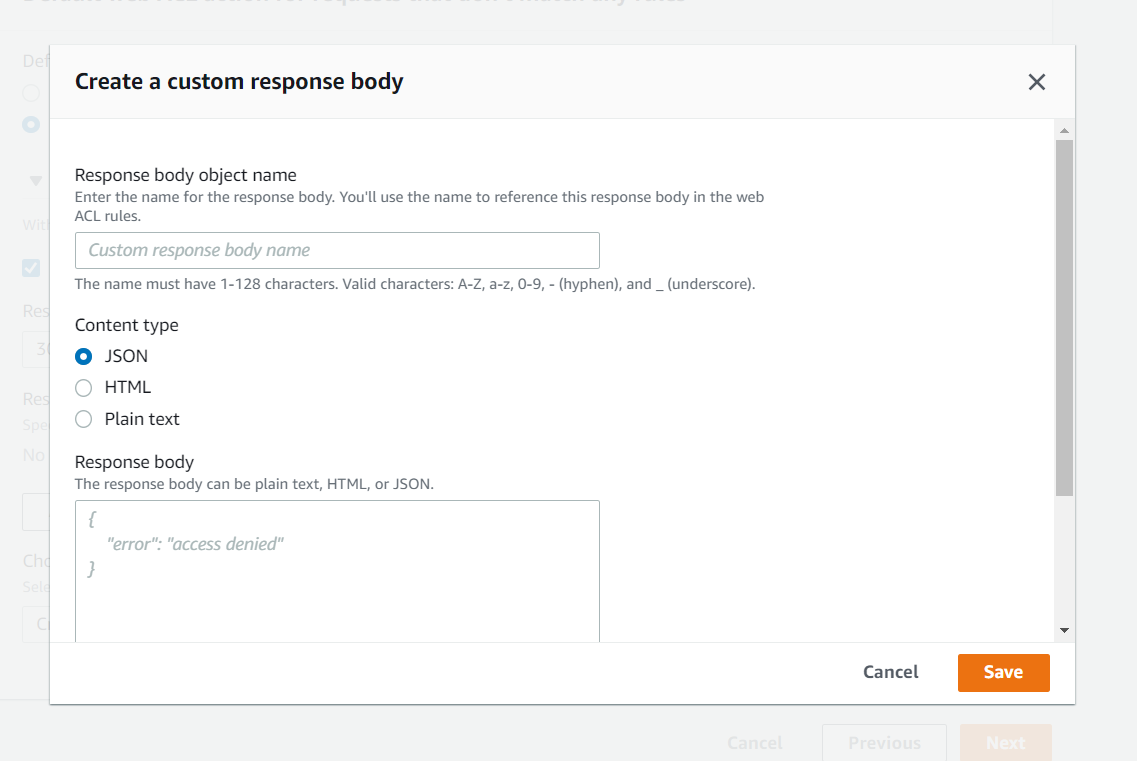 Create a custom response body
Response body object name
Enter the name for the response body. You'll use the name to reference this response body in the web
ACL rules.
Custom response body name
The name must have 1-128 characters. Valid characters: A-Z, a-z, 0-9, - (hyphen), and _ (underscore).
Content type
JSON
HTML
Plain text
Response body
The response body can be plain text, HTML, or JSON.
{
"error": "access denied"
}
Cancel
Save
No
Cancel
Previous
Next